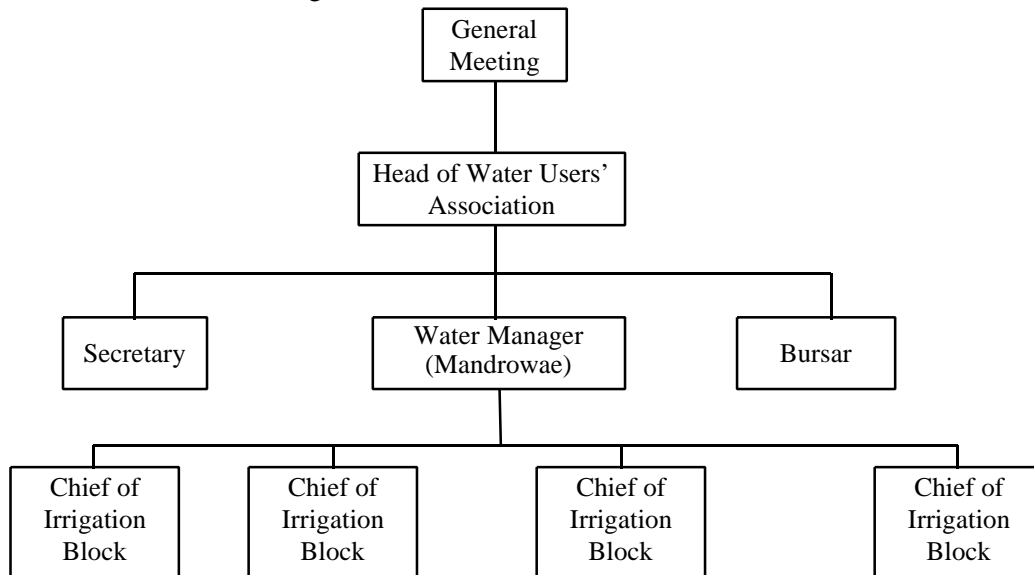 General
Meeting
Head of Water Users’
Association
Secretary
Water Manager
(Mandrowae)
Bursar
Chief of
Irrigation
Block
Chief of
Irrigation
Block
Chief of
Irrigation
Block
Chief of
Irrigation
Block